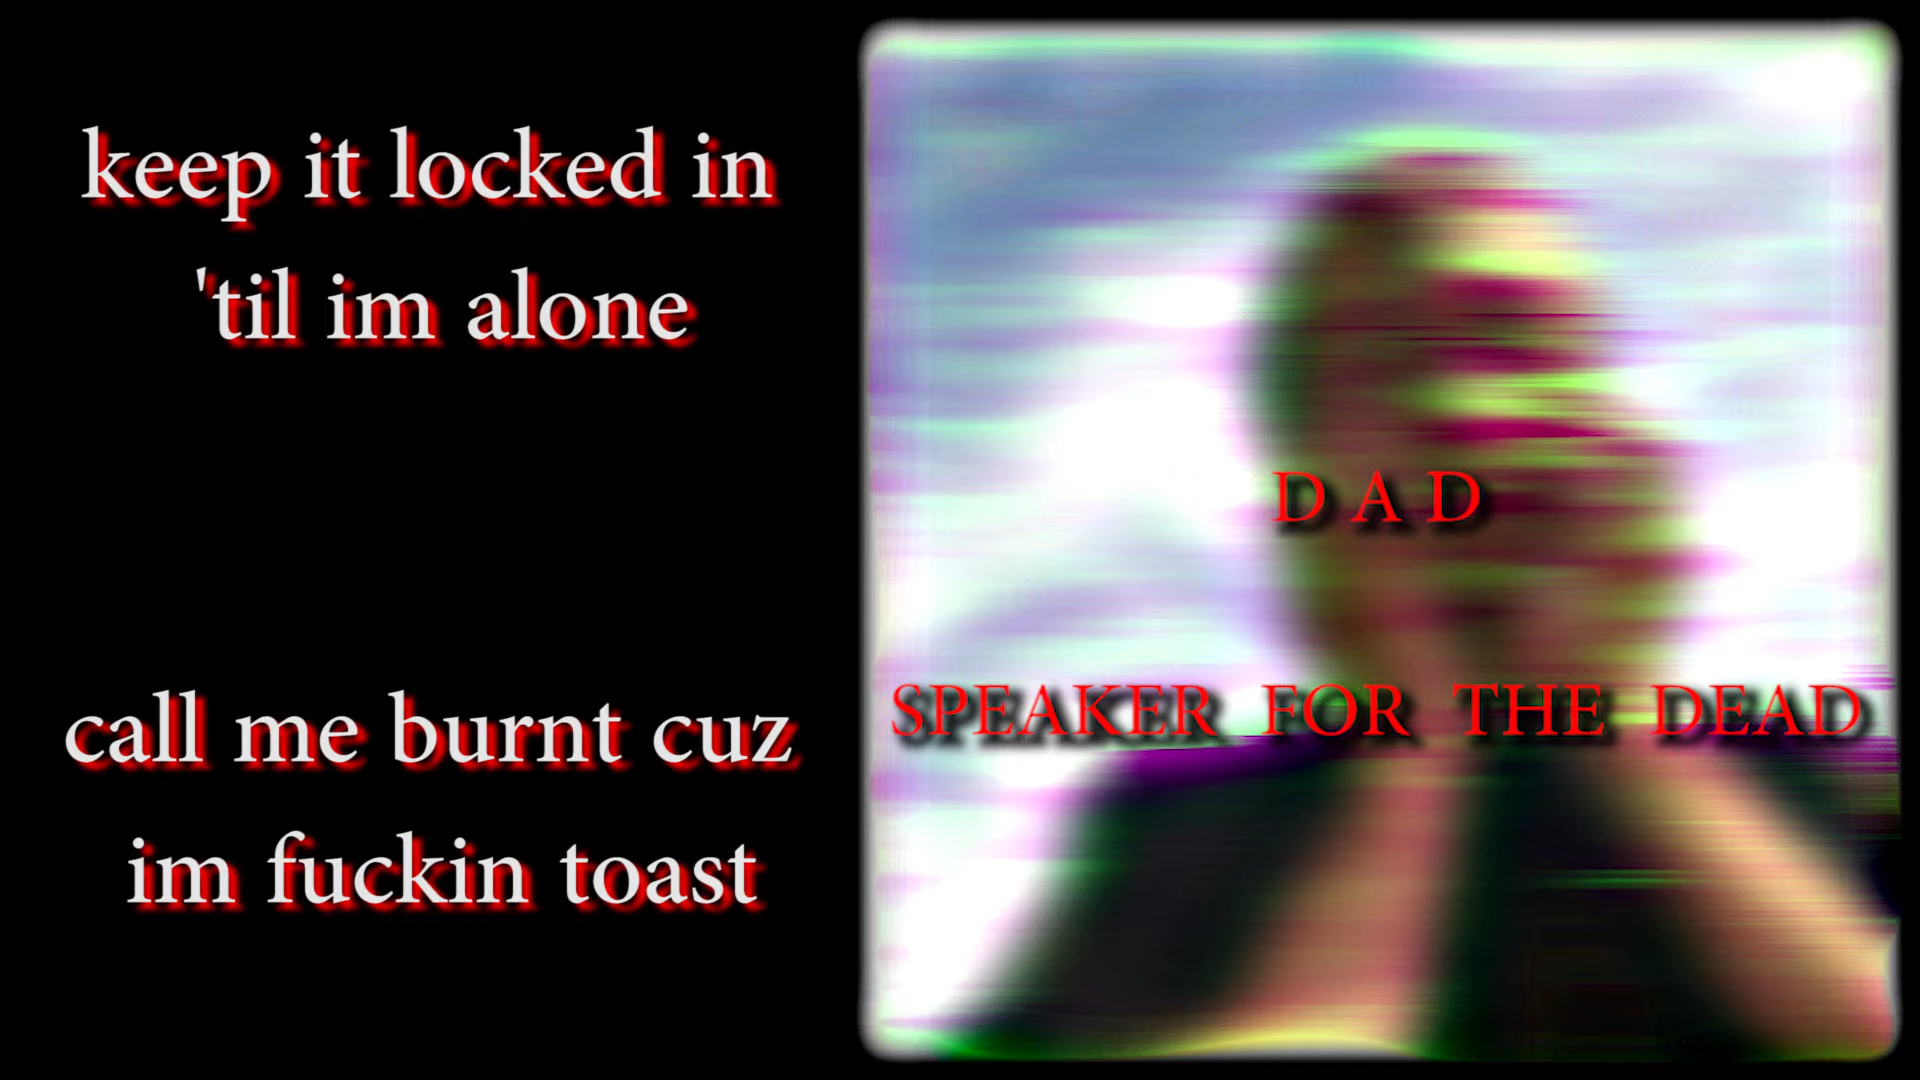 keep it locked in
'til im alone
call me burnt cuz
im fuckin toast
D A D
SPEAKER FOR THE DEAD